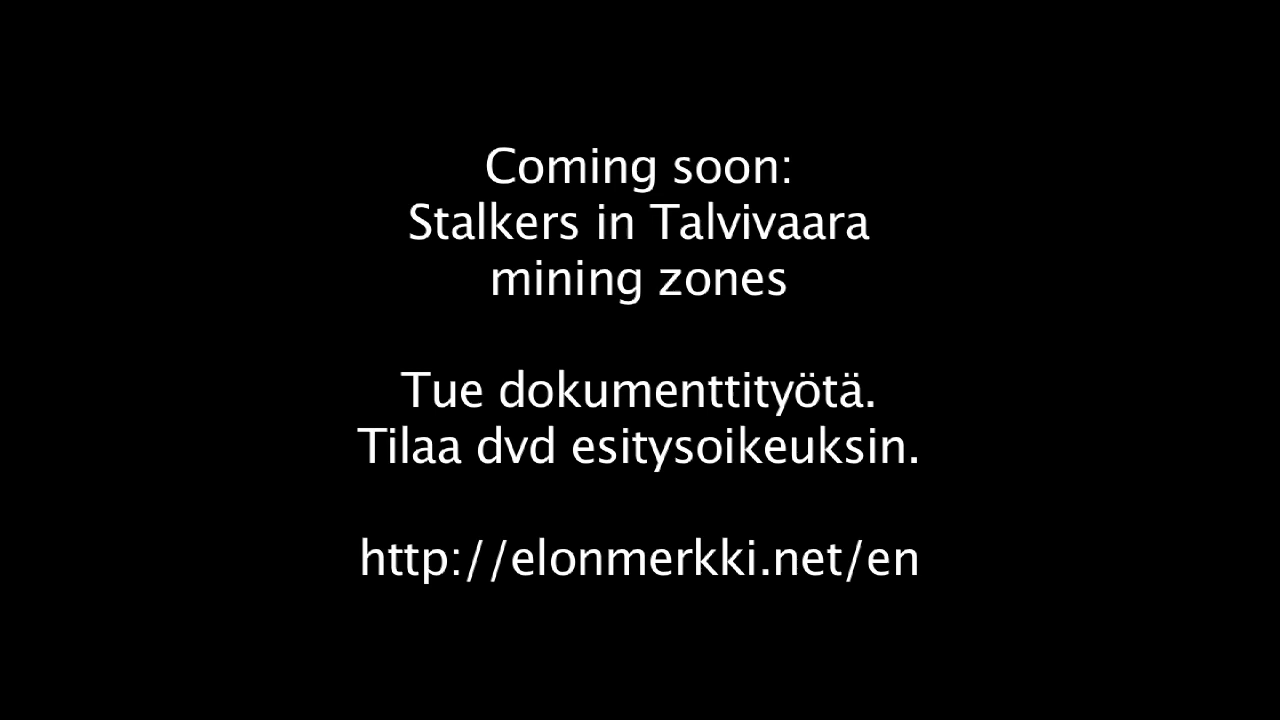 Coming soon:
Stalkers in Talvivaara
mining zones
Tue dokumenttityötä.
Tilaa dvd esitysoikeuksin.
http://elonmerkki.net/en